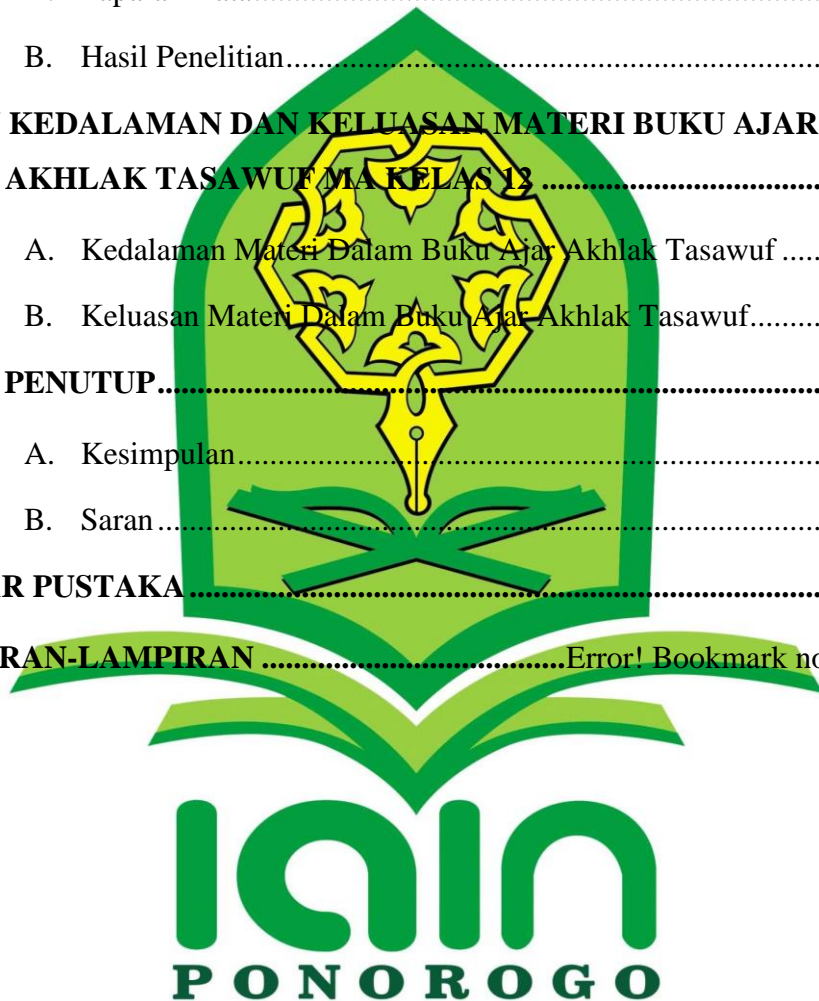 B. Hasil Penelitian
KEDALAMAN DAN KELUASAN MATERI BUKU AJAR
AKHLAK TASAWUF MA KELAS 12
A. Kedalaman Materi Dalam Buku Ajar Akhlak Tasawuf
B. Keluasan Materi Dalam Buku Ajar Akhlak Tasawuf
PENUTUP
A. Kesimpulan
B. Saran
R PUSTAKA
RAN-LAMPIRAN Error! Bookmark no
iain
PONOROGO